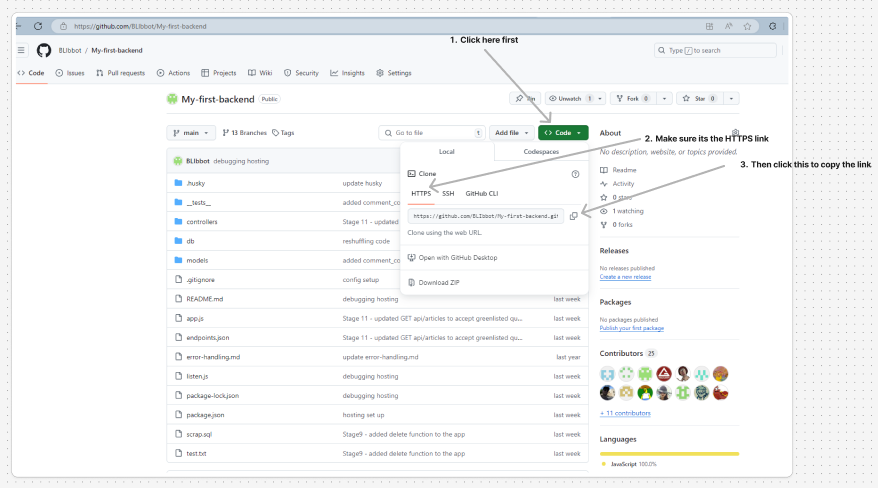 https://github.com/BLIbbot/My-first-backend
1. Click here first
BLIbbot / My-first-backend
Type / to search
<> Code Issues Pull requests Actions Projects Wiki Security Insights Settings
My-first-backend Public
Pin Unwatch 1 Fork 0 Star 0
main 13 Branches Tags
Go to file t Add file <> Code
About
2. Make sure its the HTTPS link
No description, website, or topics provided.
3. Then click this to copy the link
Local Codespaces
Clone
HTTPS SSH GitHub CLI
https://github.com/BLIbbot/My-first-backend.git
Clone using the web URL.
Open with GitHub Desktop
Download ZIP
BLIbbot debugging hosting
.husky update husky
__tests__ added comment_co
controllers Stage 11 - updated
db reshuffling code
models added comment_co
.gitignore config setup
README.md debugging hosting last week
app.js Stage 11 - updated GET api/articles to accept greenlisted qu... last week
endpoints.json Stage 11 - updated GET api/articles to accept greenlisted qu... last week
error-handling.md update error-handling.md last year
listen.js debugging hosting last week
package-lock.json debugging hosting last week
package.json hosting set up last week
scrap.sql Stage9 - added delete function to the app last week
test.txt Stage9 - added delete function to the app last week
Readme
Activity
0 stars
1 watching
0 forks
Releases
No releases published
Create a new release
Packages
No packages published
Publish your first package
Contributors 25
+ 11 contributors
Languages
JavaScript 100.0%